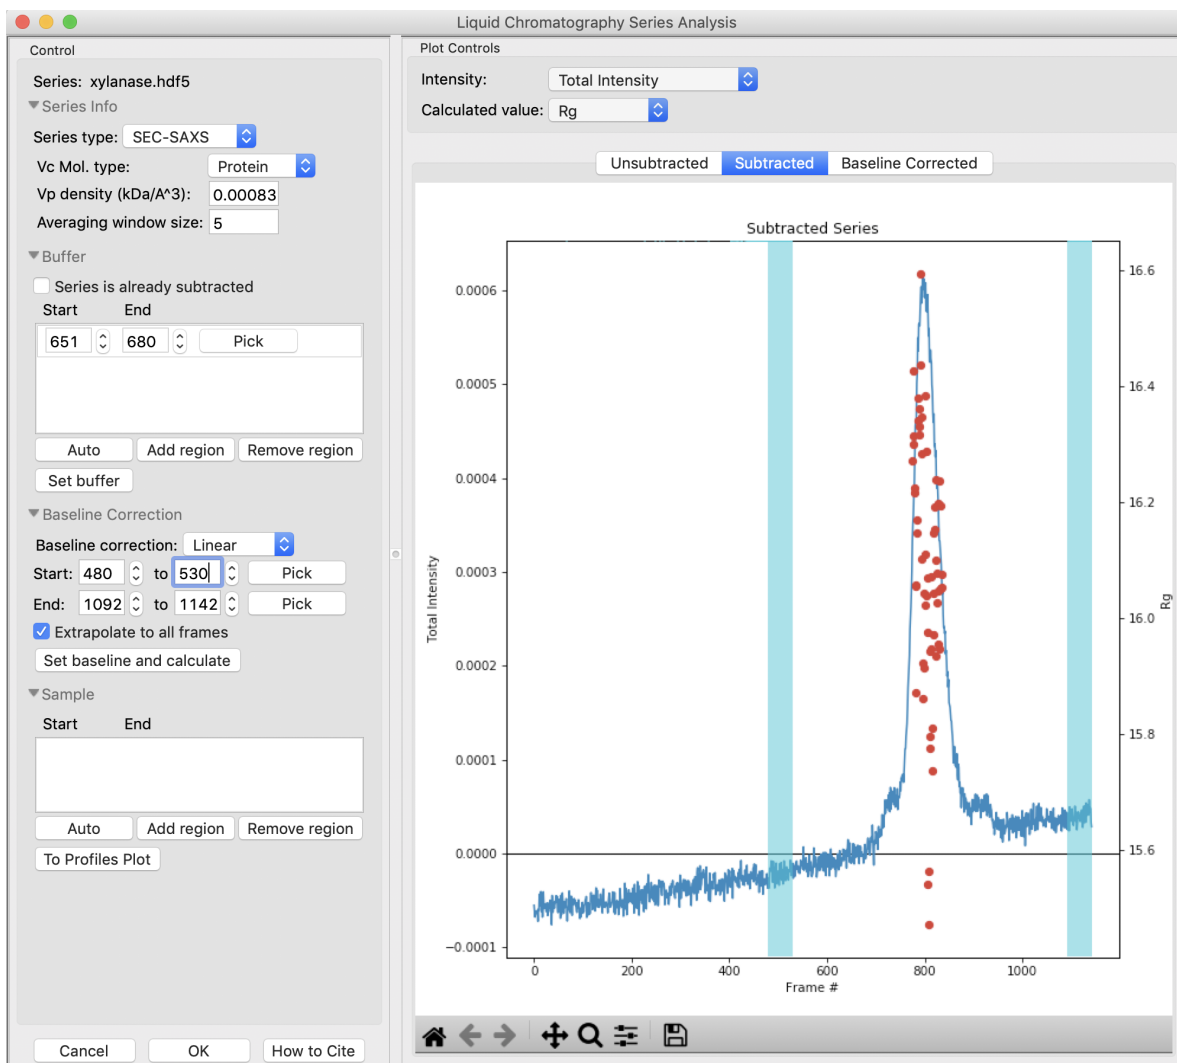 Liquid Chromatography Series Analysis
Control
Series: xylanase.hdf5
Series Info
Series type: SEC-SAXS
Vc Mol. type: Protein
Vp density (kDa/A^3): 0.00083
Averaging window size: 5
Buffer
Series is already subtracted
Start End
651 680 Pick
Auto Add region Remove region
Set buffer
Baseline Correction
Baseline correction: Linear
Start: 480 to 530 Pick
End: 1092 to 1142 Pick
Extrapolate to all frames
Set baseline and calculate
Sample
Start End
Auto Add region Remove region
To Profiles Plot
Cancel OK How to Cite
Plot Controls
Intensity: Total Intensity
Calculated value: Rg
Unsubtracted Subtracted Baseline Corrected
Subtracted Series
0.0006
0.0005
0.0004
0.0003
0.0002
0.0001
0.0000
−0.0001
Total Intensity
16.6
16.4
16.2
16.0
15.8
15.6
Rg
0 200 400 600 800 1000
Frame #